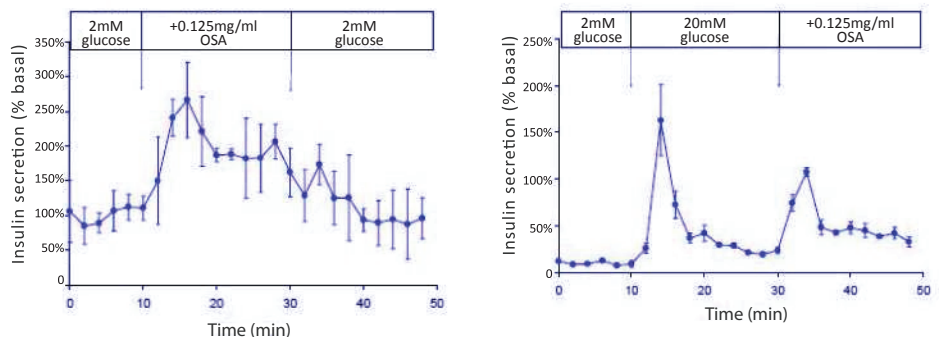 2mM glucose
+0.125mg/ml OSA
2mM glucose
350%
300%
250%
200%
150%
100%
50%
0
Insulin secretion (% basal)
0
10
20
30
40
50
Time (min)
2mM glucose
20mM glucose
+0.125mg/ml OSA
250%
200%
150%
100%
50%
0%
Insulin secretion (% basal)
0
10
20
30
40
50
Time (min)